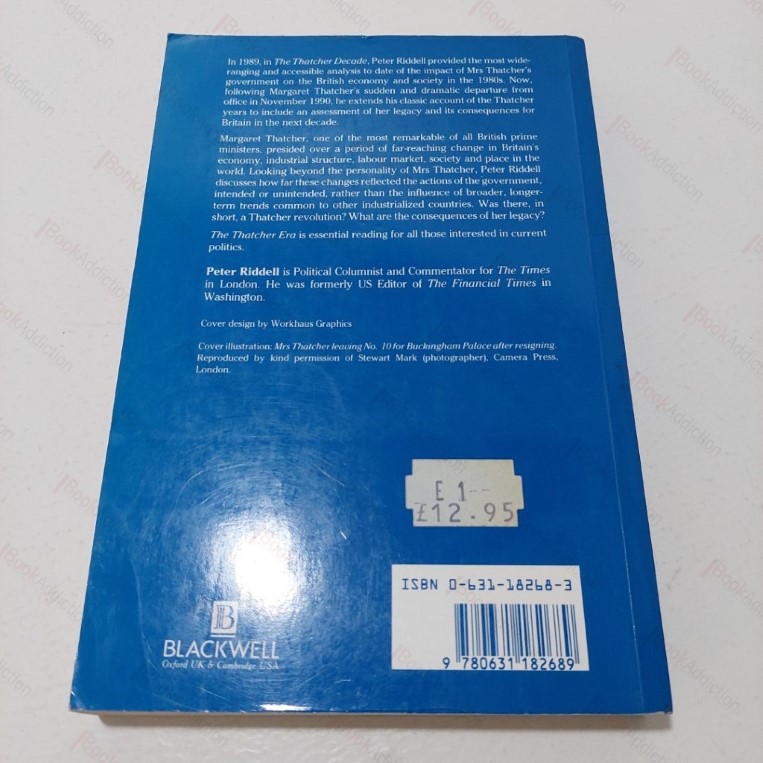 In 1989, in The Thatcher Decade, Peter Riddell provided the most wide-
ranging and accessible analysis to date of the impact of Mrs Thatcher's
government on the British economy and society in the 1980s. Now,
following Margaret Thatcher's sudden and dramatic departure from
office in November 1990, he extends his classic account of the Thatcher
years to include an assessment of her legacy and its consequences for
Britain in the next decade.
Margaret Thatcher, one of the most remarkable of all British prime
ministers, presided over a period of far-reaching change in Britain's
economy, industrial structure, labour market, society and place in the
world. Looking beyond the personality of Mrs Thatcher, Peter Riddell
discusses how far these changes reflected the actions of the government,
intended or unintended, rather than the influence of broader, longer-
term trends common to other industrialized countries. Was there, in
short, a Thatcher revolution? What are the consequences of her legacy?
The Thatcher Era is essential reading for all those interested in current
politics.
Peter Riddell is Political Columnist and Commentator for The Times
in London. He was formerly US Editor of The Financial Times in
Washington.
Cover design by Workhaus Graphics
Cover illustration: Mrs Thatcher leaving No. 10 for Buckingham Palace after resigning.
Reproduced by kind permission of Stewart Mark (photographer), Camera Press,
London.
E 1--
£12.95
ISBN 0-631-18268-3
9 780631 182689
B
BLACKWELL
Oxford UK & Cambridge USA
BookAddiction